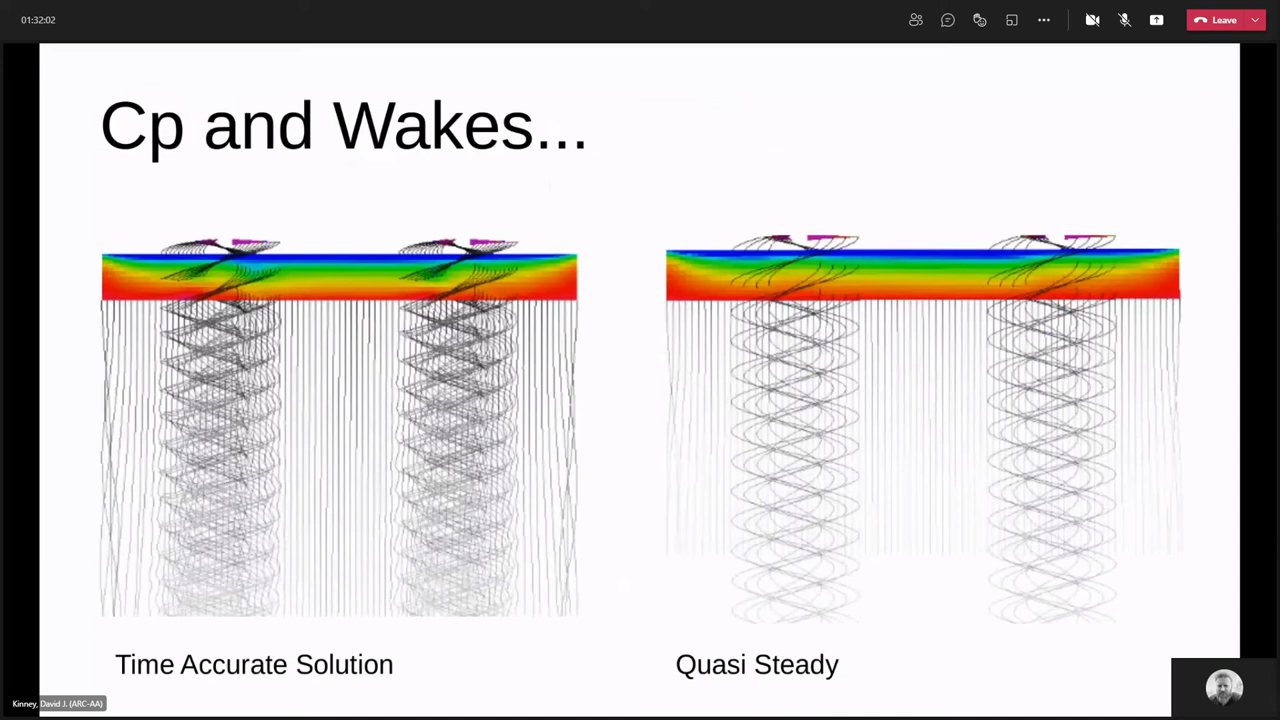 01:32:02
Leave
Cp and Wakes...
Time Accurate Solution
Quasi Steady
Kinney, David J. (ARC-AA)